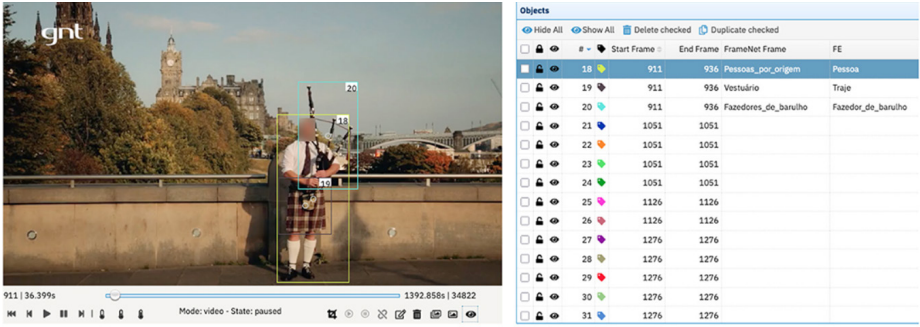 gnt
20
18
19
911 | 36.399s
1392.858s | 34822
Mode: video - State: paused
Objects
Hide All Show All Delete checked Duplicate checked
# Start Frame End Frame FrameNet Frame FE
18 911 936 Pessoas_por_origem Pessoa
19 911 936 Vestuário Traje
20 911 936 Fazedores_de_barulho Fazedor_de_barulho
21 1051 1051
22 1051 1051
23 1051 1051
24 1051 1051
25 1126 1126
26 1126 1126
27 1276 1276
28 1276 1276
29 1276 1276
30 1276 1276
31 1276 1276